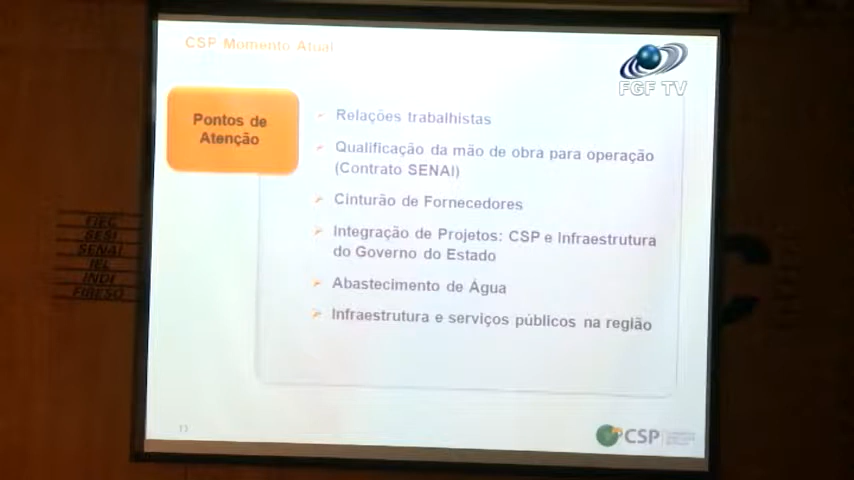 CSP Momento Atual
FGF TV
Pontos de
Atenção
Relações trabalhistas
Qualificação da mão de obra para operação
(Contrato SENAI)
Cinturão de Fornecedores
Integração de Projetos: CSP e Infraestrutura
do Governo do Estado
Abastecimento de Água
Infraestrutura e serviços públicos na região
FIEC
SESI
SENAI
IEL
INDI
FIRESO
13
CSP